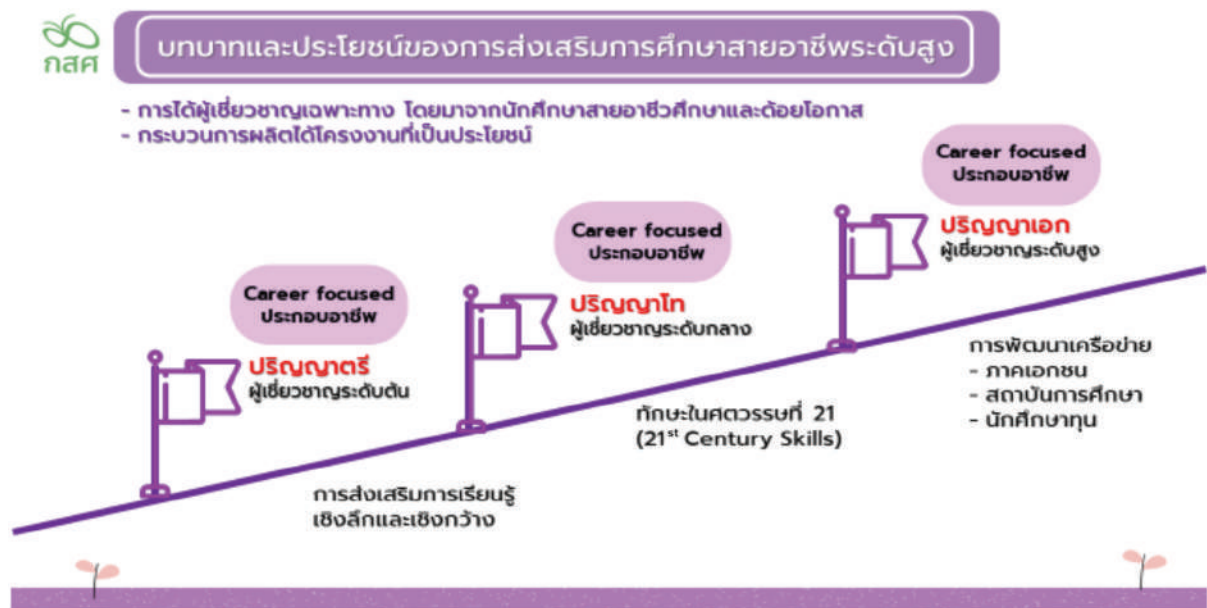 กสศ
บทบาทและประโยชน์ของการส่งเสริมการศึกษาสายอาชีพระดับสูง
- การได้ผู้เชี่ยวชาญเฉพาะทาง โดยมาจากนักศึกษาสายอาชีวศึกษาและด้อยโอกาส
- กระบวนการผลิตได้โครงงานที่เป็นประโยชน์
Career focused
ประกอบอาชีพ
ปริญญาเอก
ผู้เชี่ยวชาญระดับสูง
Career focused
ประกอบอาชีพ
ปริญญาโท
ผู้เชี่ยวชาญระดับกลาง
Career focused
ประกอบอาชีพ
ปริญญาตรี
ผู้เชี่ยวชาญระดับต้น
การพัฒนาเครือข่าย
- ภาคเอกชน
- สถาบันการศึกษา
- นักศึกษาทุน
ทักษะในศตวรรษที่ 21
(21st Century Skills)
การส่งเสริมการเรียนรู้
เชิงลึกและเชิงกว้าง